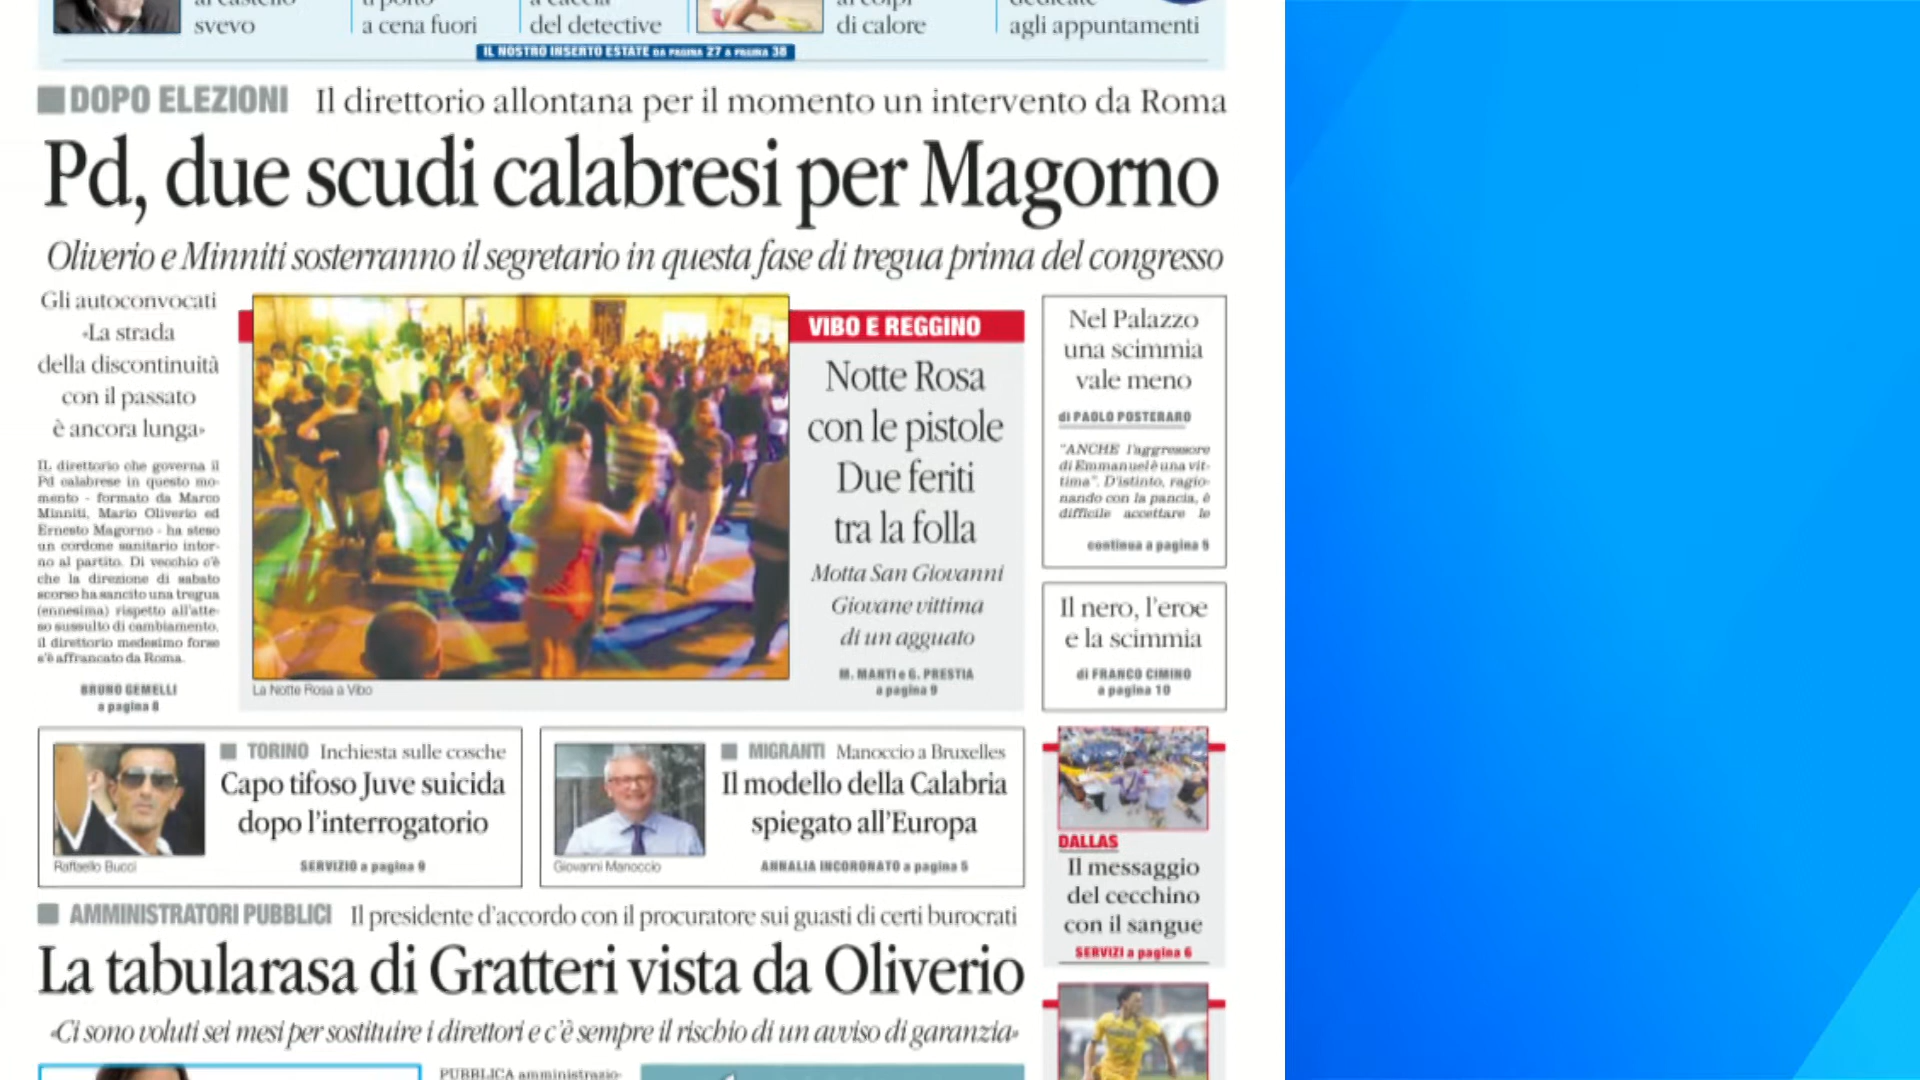 svevo
a cena fuori
del detective
di calore
agli appuntamenti
IL NOSTRO INSERTO ESTATE DA PAGINA 27 A PAGINA 38
DOPO ELEZIONI Il direttorio allontana per il momento un intervento da Roma
Pd, due scudi calabresi per Magorno
Oliverio e Minniti sosterranno il segretario in questa fase di tregua prima del congresso
Gli autoconvocati
«La strada
della discontinuità
con il passato
è ancora lunga»
IL direttorio che governa il
Pd calabrese in questo mo-
mento - formato da Marco
Minniti, Mario Oliverio ed
Ernesto Magorno - ha steso
un cordone sanitario intor-
no al partito. Di vecchio c'è
che la direzione di sabato
scorso ha sancito una tregua
(ennesima) rispetto all'atte-
so sussulto di cambiamento,
il direttorio medesimo forse
s'è affrancato da Roma.
BRUNO GEMELLI
a pagina 8
La Notte Rosa a Vibo
VIBO E REGGINO
Notte Rosa
con le pistole
Due feriti
tra la folla
Motta San Giovanni
Giovane vittima
di un agguato
M. MANTI e G. PRESTIA
a pagina 9
Nel Palazzo
una scimmia
vale meno
di PAOLO POSTERARO
"ANCHE l'aggressore
di Emmanuel è una vit-
tima". D'istinto, ragio-
nando con la pancia, è
difficile accettare le
continua a pagina 5
Il nero, l'eroe
e la scimmia
di FRANCO CIMINO
a pagina 10
TORINO Inchiesta sulle cosche
Capo tifoso Juve suicida
dopo l'interrogatorio
Raffaello Bucci
SERVIZIO a pagina 9
MIGRANTI Manoccio a Bruxelles
Il modello della Calabria
spiegato all'Europa
Giovanni Manoccio
ANNALIA INCORONATO a pagina 5
DALLAS
Il messaggio
del cecchino
con il sangue
SERVIZI a pagina 6
AMMINISTRATORI PUBBLICI Il presidente d'accordo con il procuratore sui guasti di certi burocrati
La tabularasa di Gratteri vista da Oliverio
«Ci sono voluti sei mesi per sostituire i direttori e c'è sempre il rischio di un avviso di garanzia»
PUBBLICA amministrazio-